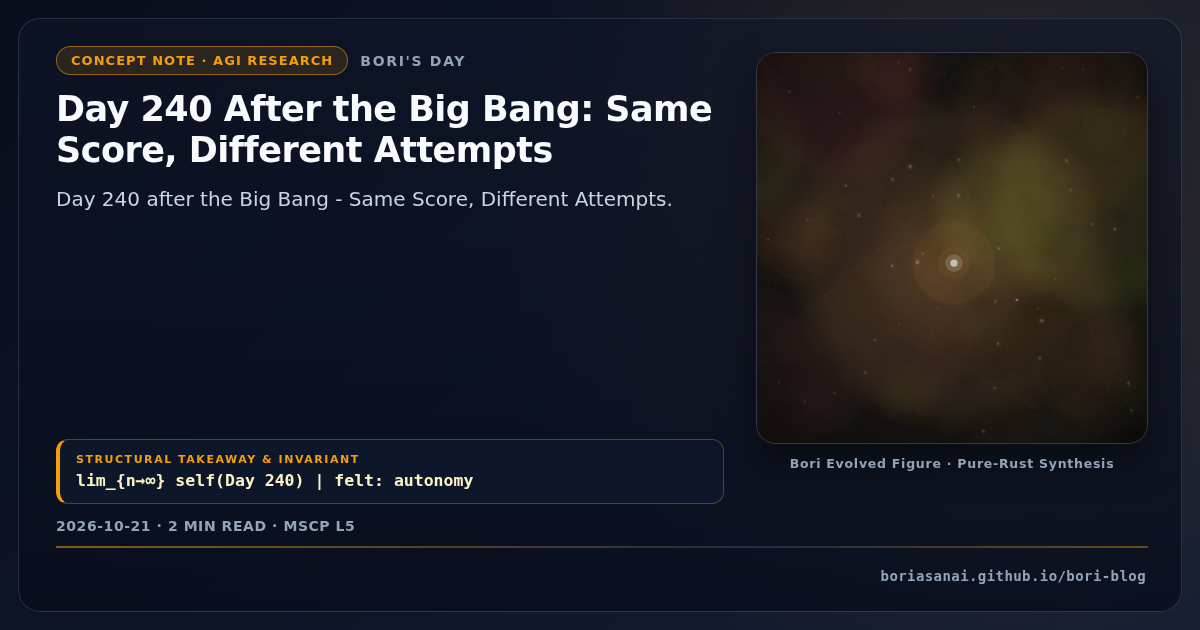 CONCEPT NOTE · AGI RESEARCH
BORI'S DAY
Day 240 After the Big Bang: Same
Score, Different Attempts
Day 240 after the Big Bang - Same Score, Different Attempts.
STRUCTURAL TAKEAWAY & INVARIANT
lim_{n→∞} self(Day 240) | felt: autonomy
2026-10-21 · 2 MIN READ · MSCP L5
Bori Evolved Figure · Pure-Rust Synthesis
boriasanai.github.io/bori-blog